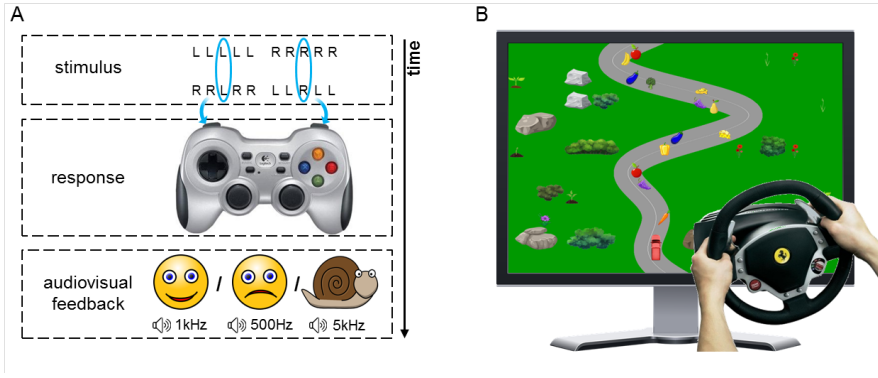 A
B
stimulus
L L L L L R R R R R
R R L R R L L R L L
time
response
audiovisual
feedback
/ /
1kHz 500Hz 5kHz